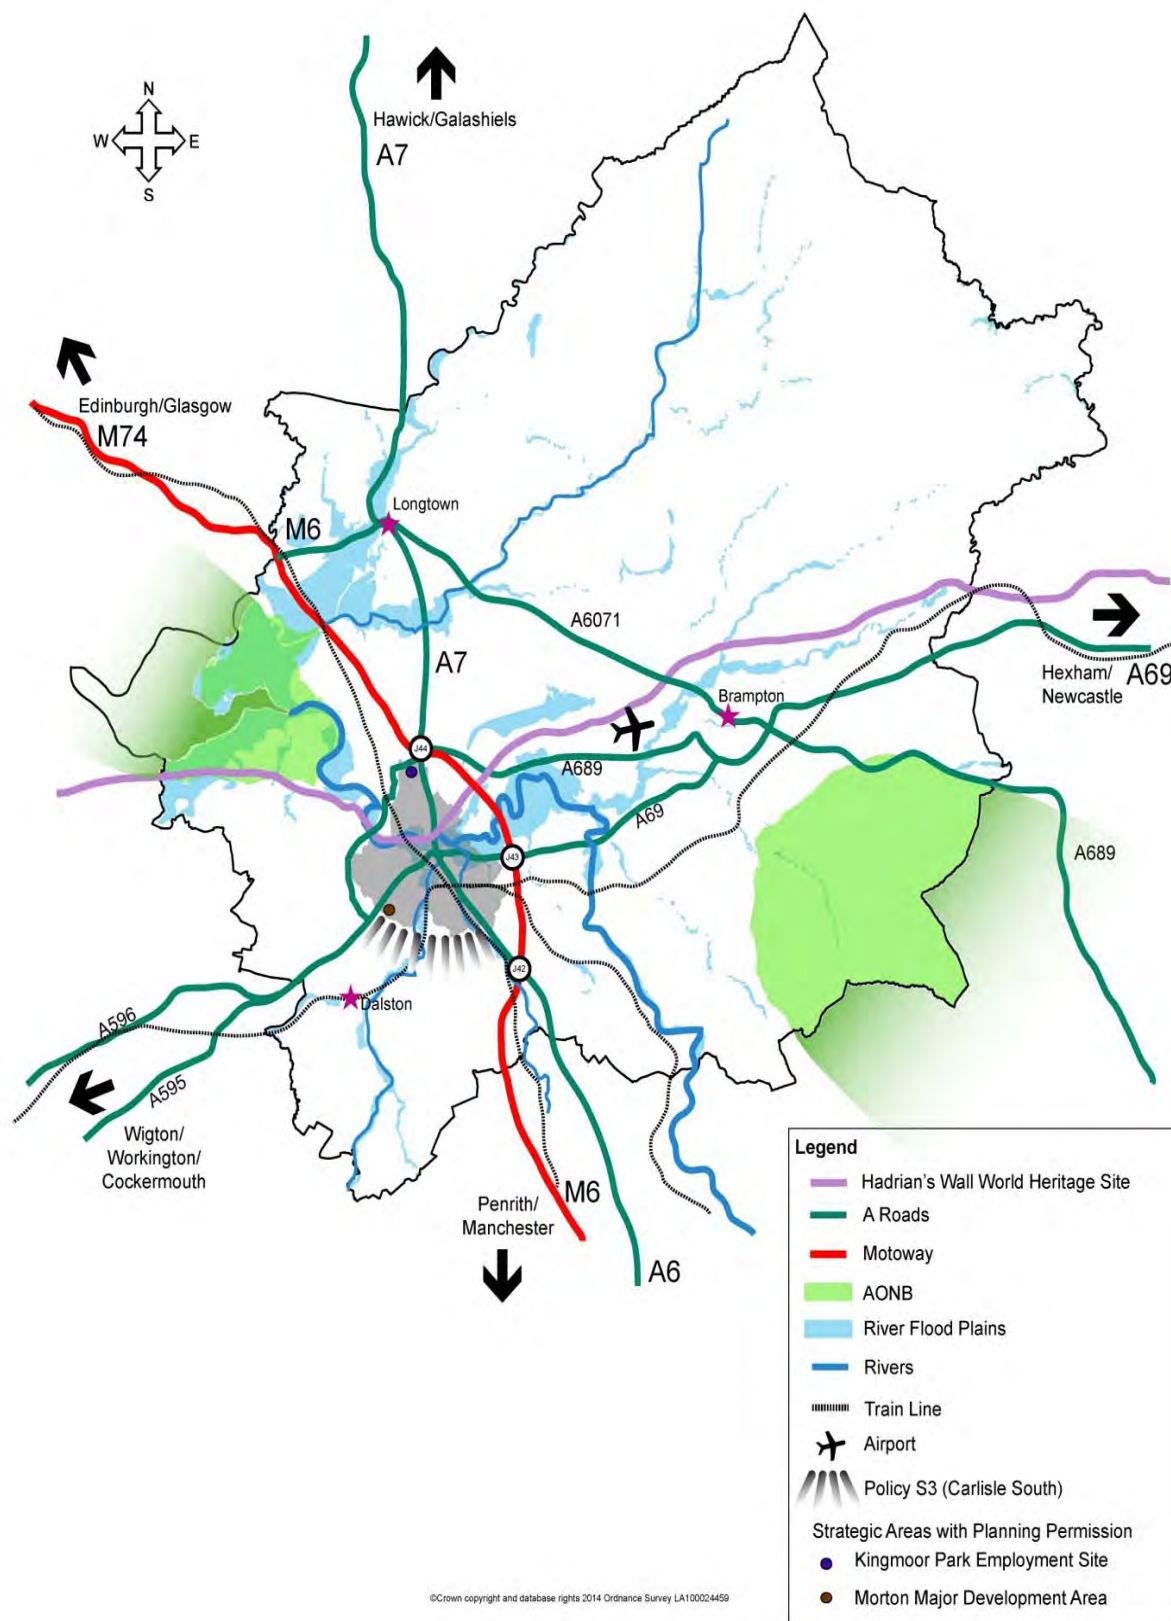 N
W
E
S
Hawick/Galashiels
A7
Edinburgh/Glasgow
M74
M6
Longtown
A6071
A7
Hexham/
Newcastle
A69
Brampton
J44
A689
A69
J43
A689
J42
Dalston
A596
A595
Wigton/
Workington/
Cockermouth
Penrith/
Manchester
M6
A6
Legend
Hadrian's Wall World Heritage Site
A Roads
Motoway
AONB
River Flood Plains
Rivers
Train Line
Airport
Policy S3 (Carlisle South)
Strategic Areas with Planning Permission
Kingmoor Park Employment Site
Morton Major Development Area
©Crown copyright and database rights 2014 Ordnance Survey LA100024459